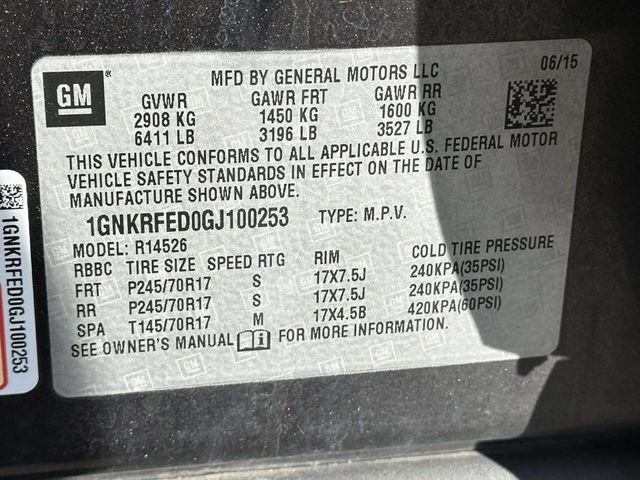 GM ®
MFD BY GENERAL MOTORS LLC 06/15
GVWR GAWR FRT GAWR RR
2908 KG 1450 KG 1600 KG
6411 LB 3196 LB 3527 LB
THIS VEHICLE CONFORMS TO ALL APPLICABLE U.S. FEDERAL MOTOR
VEHICLE SAFETY STANDARDS IN EFFECT ON THE DATE OF
MANUFACTURE SHOWN ABOVE.
1GNKRFED0GJ100253 TYPE: M.P.V.
MODEL: R14526
RBBC TIRE SIZE SPEED RTG RIM COLD TIRE PRESSURE
FRT P245/70R17 S 17X7.5J 240KPA(35PSI)
RR P245/70R17 S 17X7.5J 240KPA(35PSI)
SPA T145/70R17 M 17X4.5B 420KPA(60PSI)
SEE OWNER'S MANUAL FOR MORE INFORMATION.
1GNKRFED0GJ100253